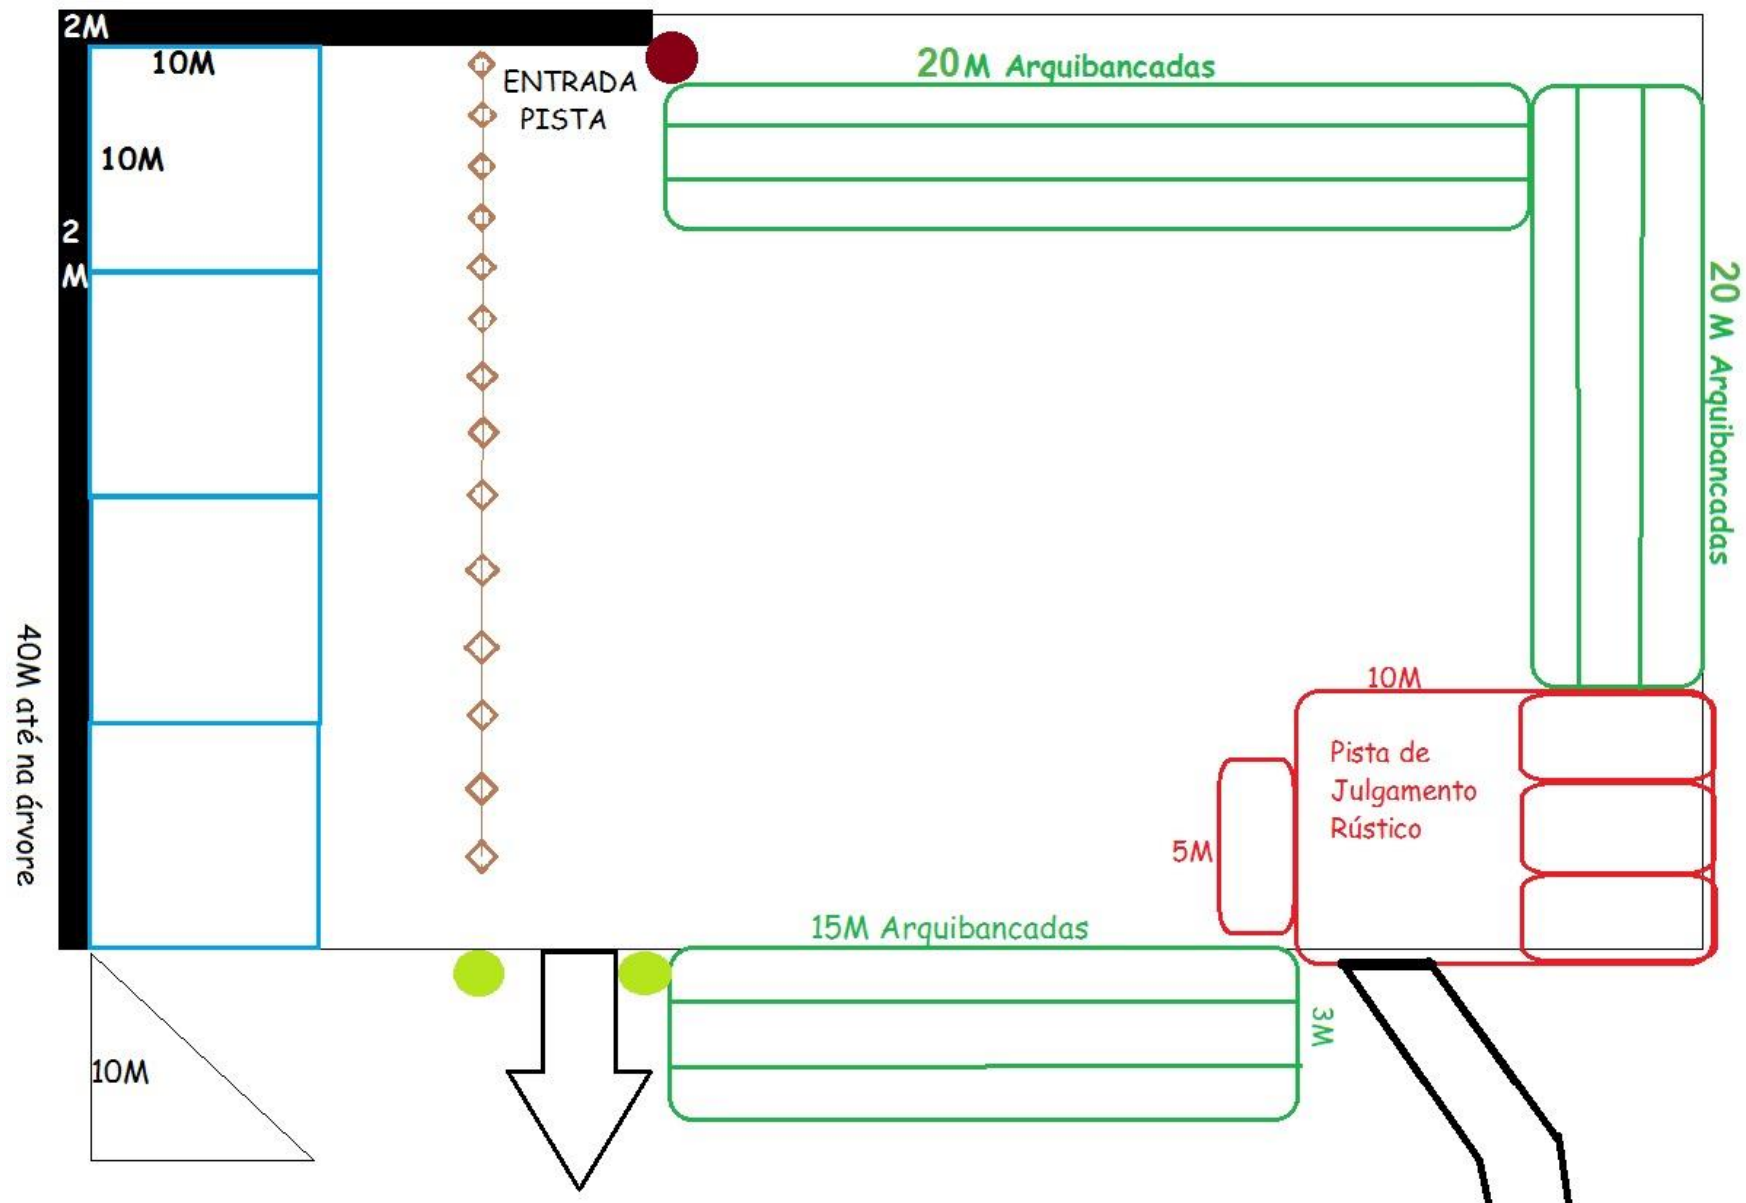 2M
10M
ENTRADA
PISTA
20M Arquibancadas
10M
2
M
20 M Arquibancadas
40M até na árvore
10M
Pista de
Julgamento
Rústico
5M
15M Arquibancadas
3M
10M